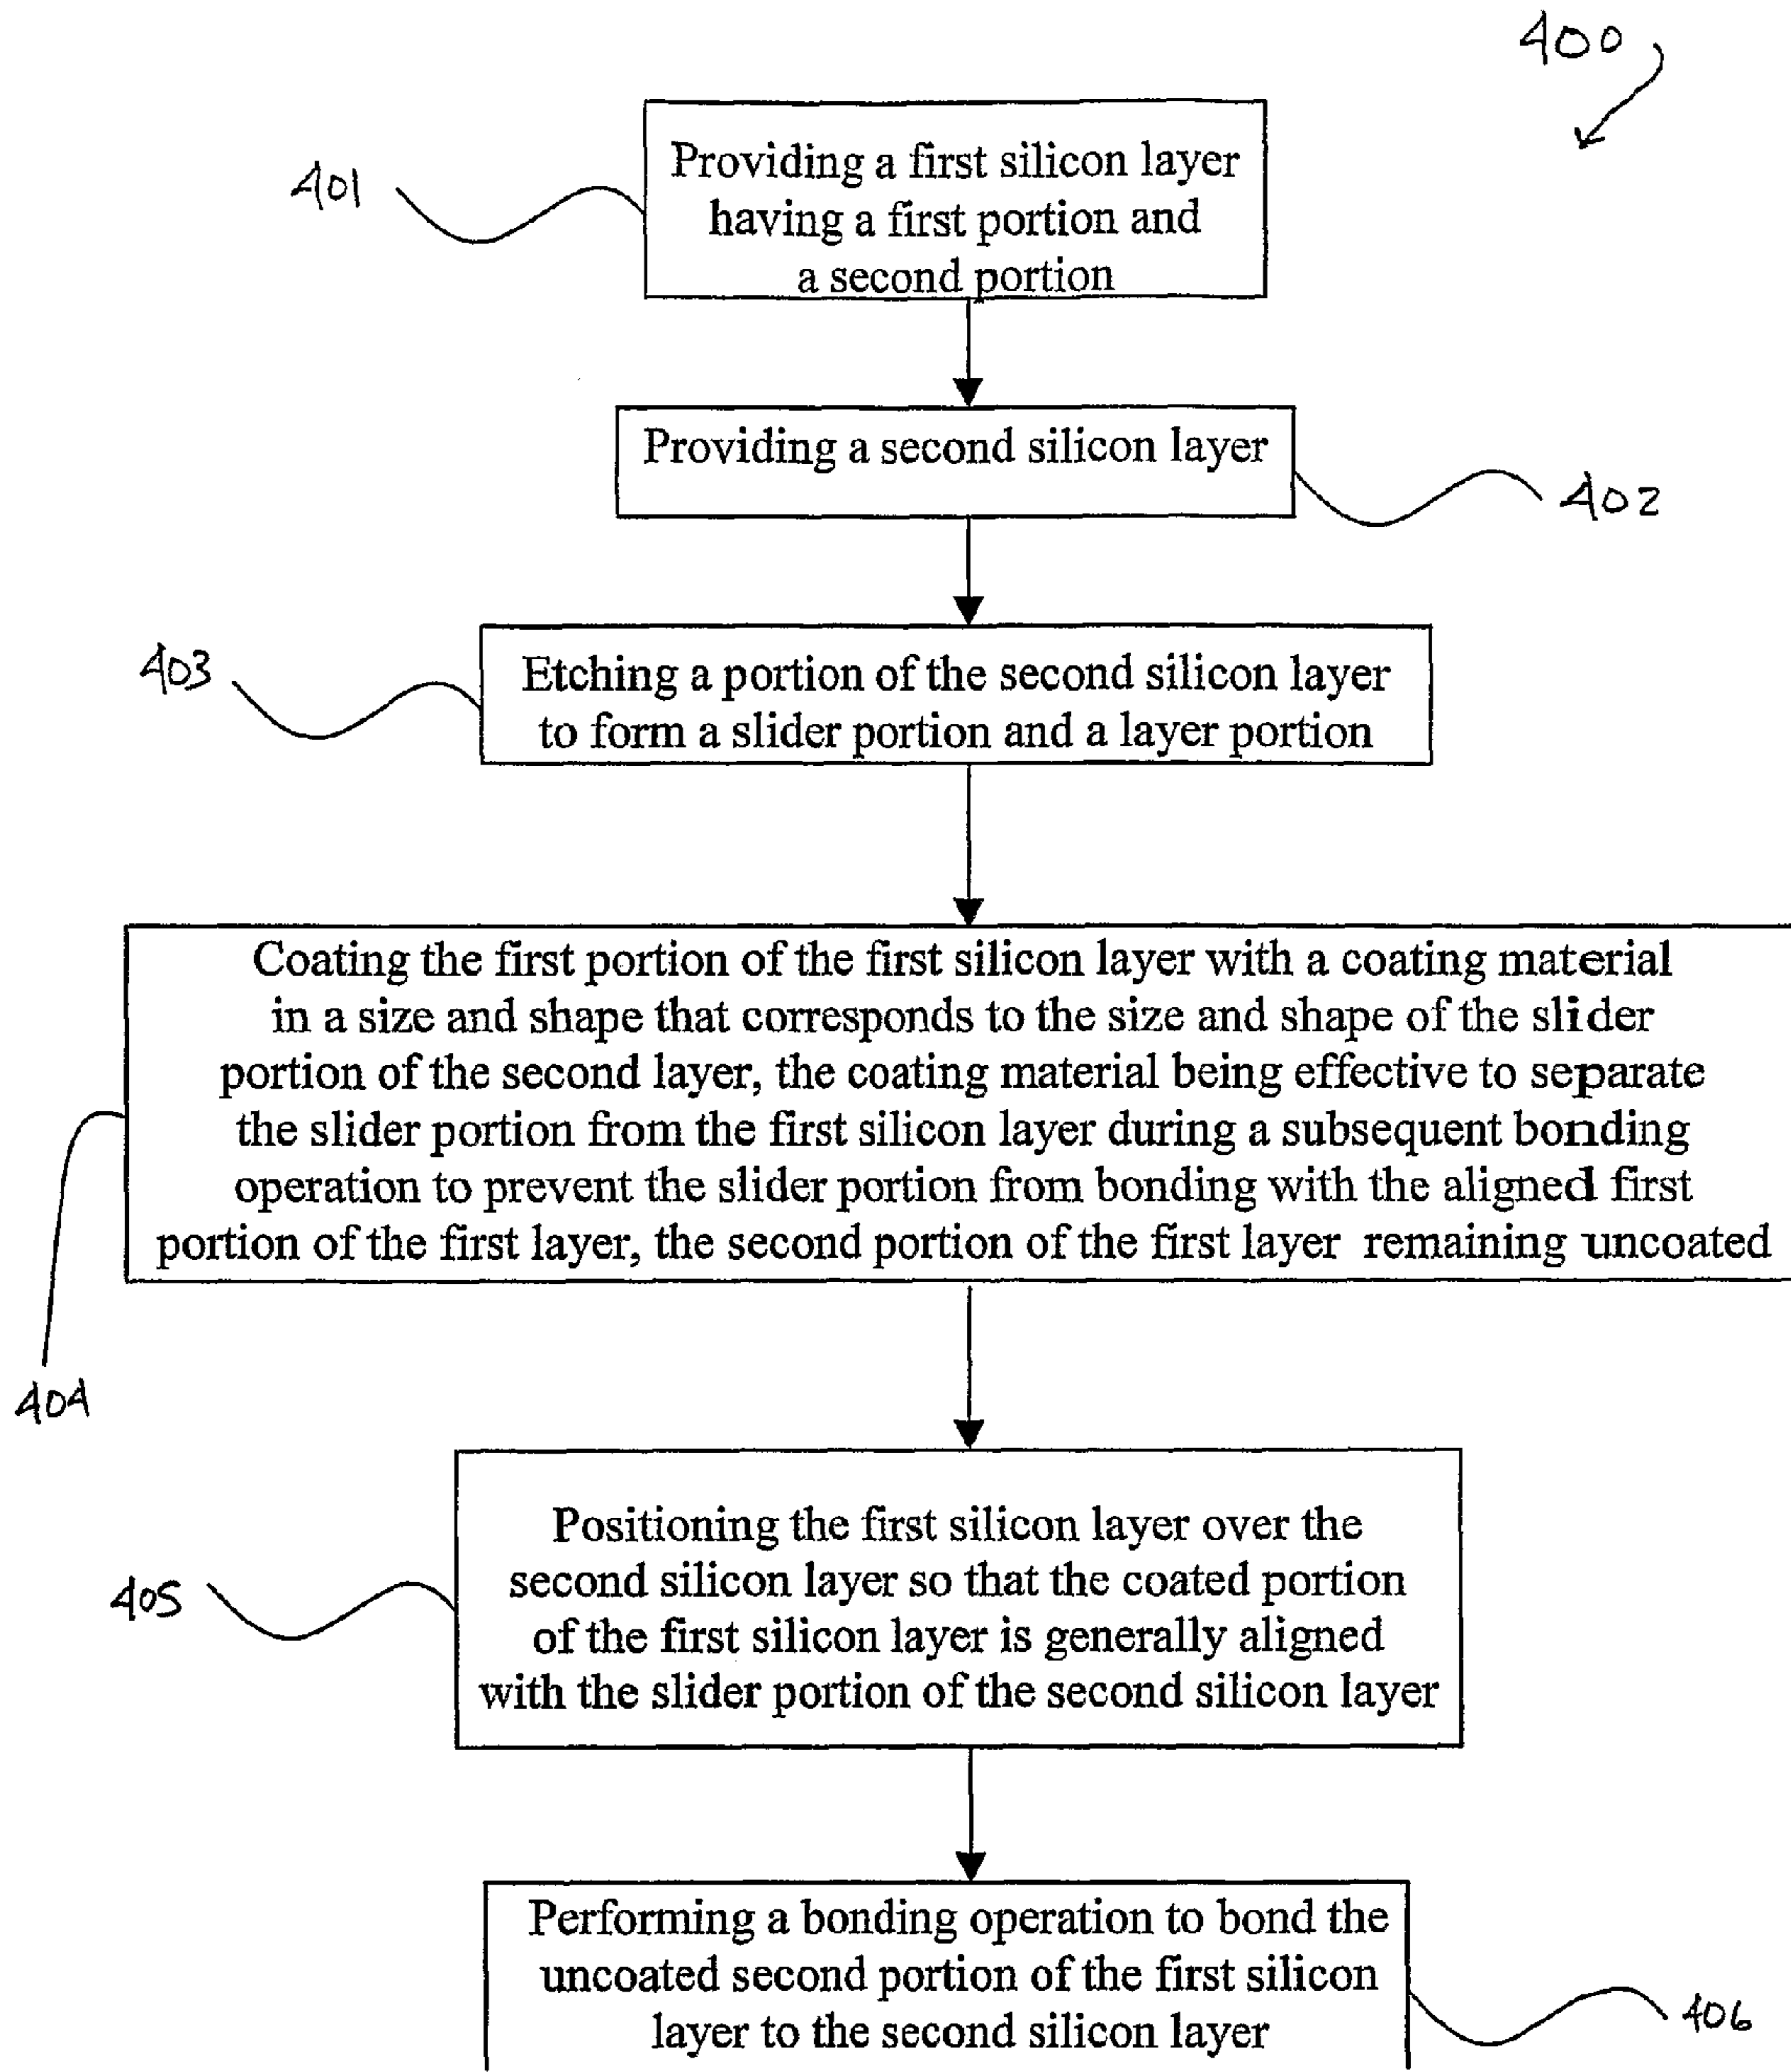 400
401
Providing a first silicon layer
having a first portion and
a second portion
Providing a second silicon layer
402
403
Etching a portion of the second silicon layer
to form a slider portion and a layer portion
Coating the first portion of the first silicon layer with a coating material
in a size and shape that corresponds to the size and shape of the slider
portion of the second layer, the coating material being effective to separate
the slider portion from the first silicon layer during a subsequent bonding
operation to prevent the slider portion from bonding with the aligned first
portion of the first layer, the second portion of the first layer remaining uncoated
404
Positioning the first silicon layer over the
second silicon layer so that the coated portion
of the first silicon layer is generally aligned
with the slider portion of the second silicon layer
405
Performing a bonding operation to bond the
uncoated second portion of the first silicon
layer to the second silicon layer
406